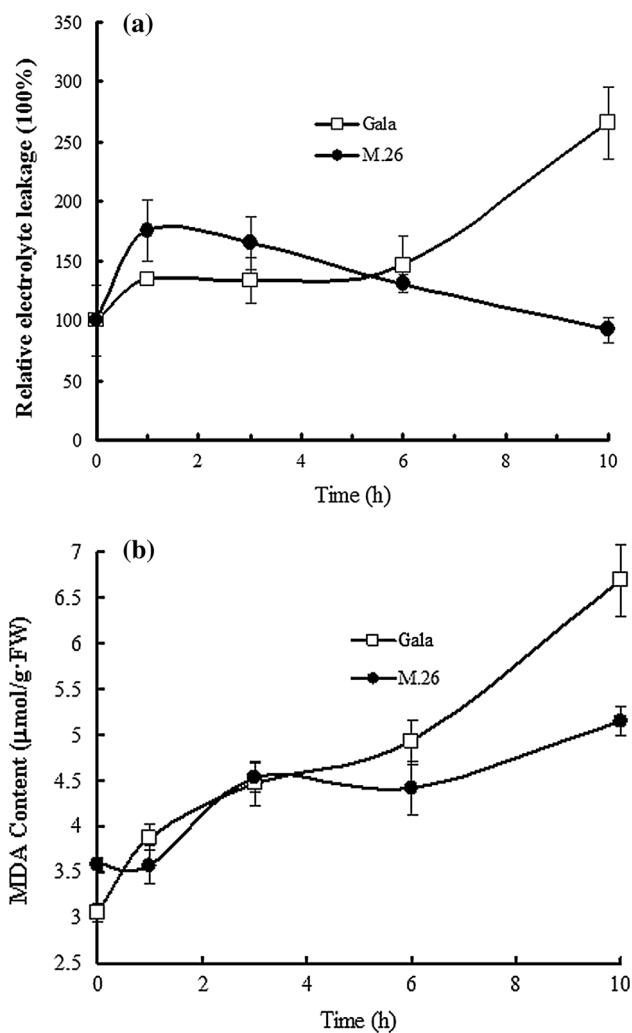 (a)
350
300
250
200
150
100
50
0
Relative electrolyte leakage (100%)
Gala
M.26
0 2 4 6 8 10
Time (h)
(b)
7
6.5
6
5.5
5
4.5
4
3.5
3
2.5
MDA Content (µmol/g·FW)
Gala
M.26
0 2 4 6 8 10
Time (h)